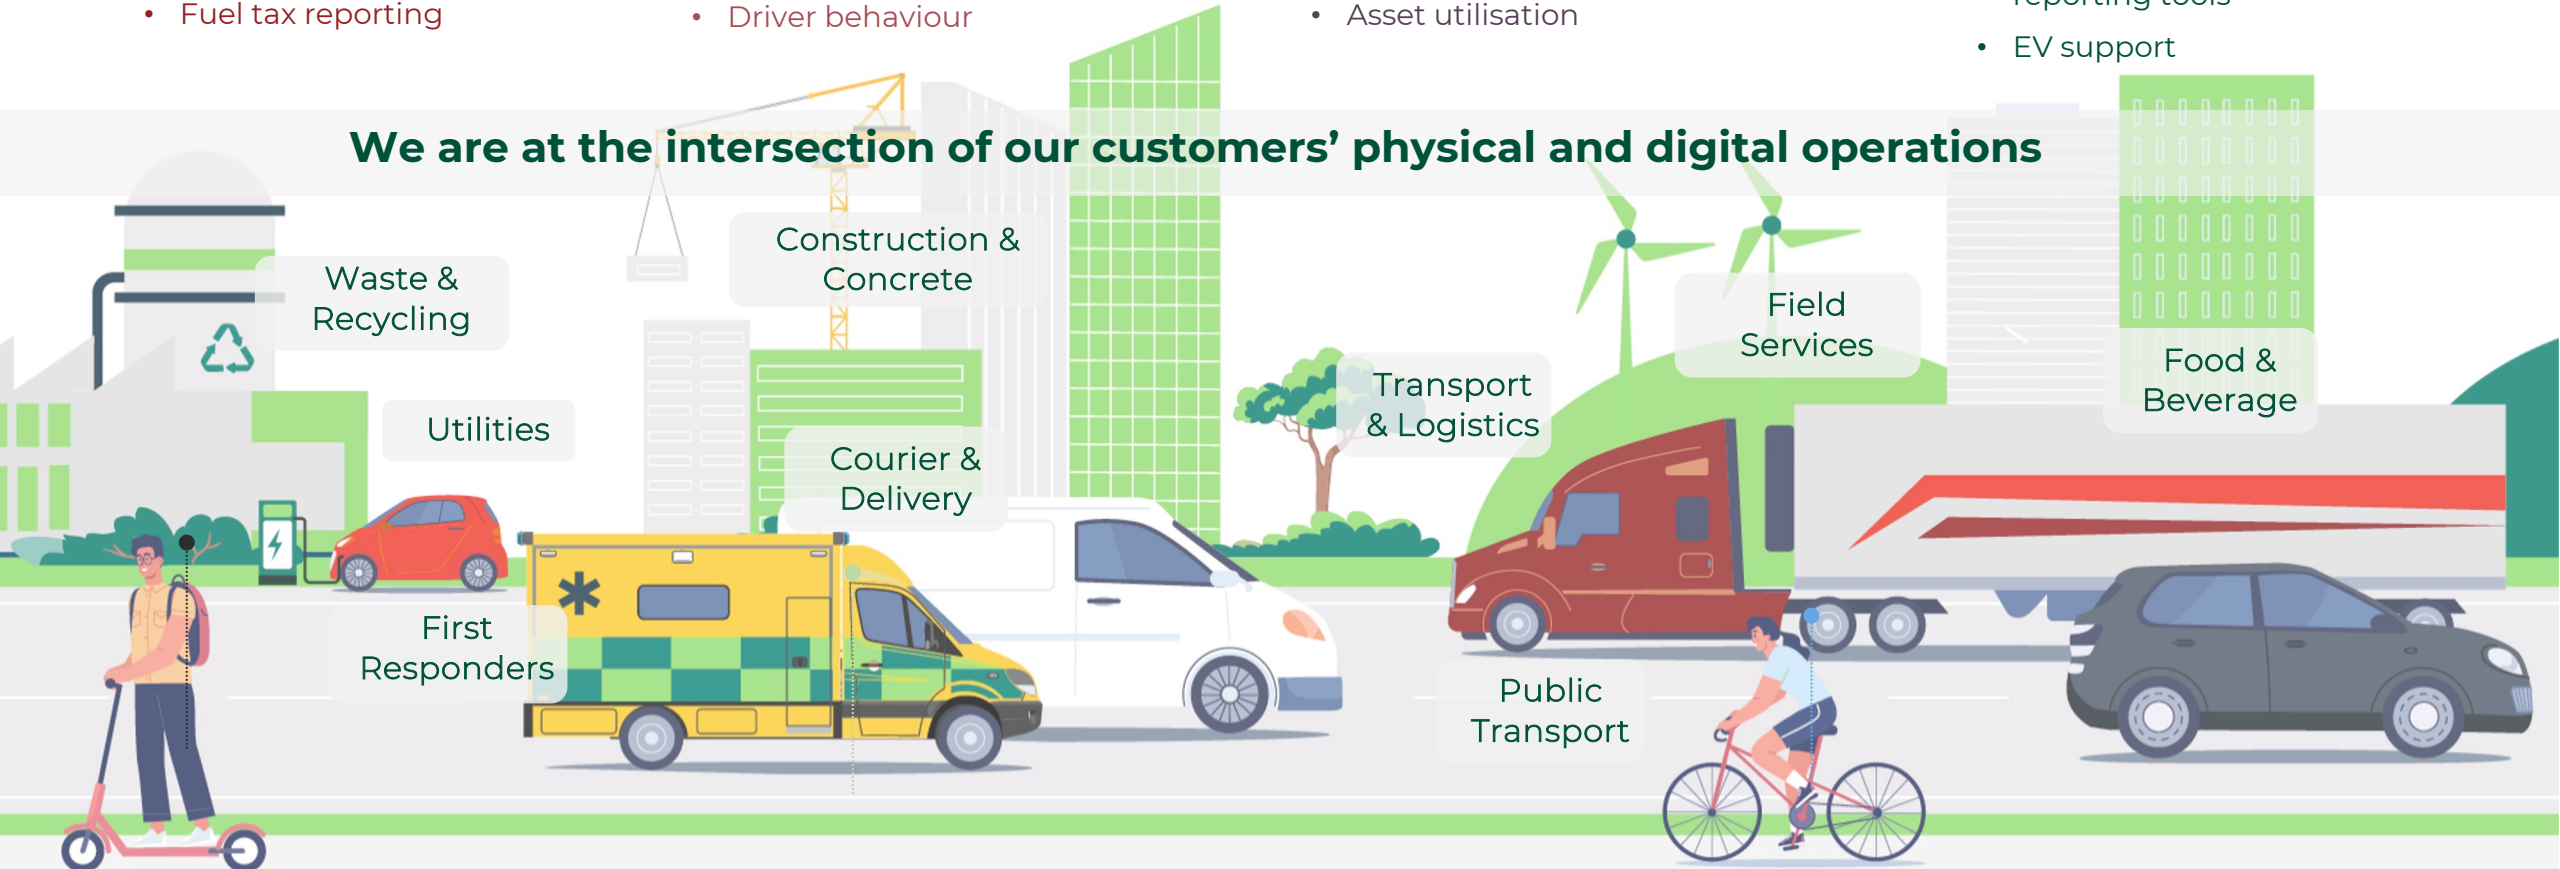 • Fuel tax reporting
• Driver behaviour
• Asset utilisation
reporting tools
• EV support
We are at the intersection of our customers’ physical and digital operations
Construction &
Concrete
Waste &
Recycling
Field
Services
Food &
Beverage
Transport
& Logistics
Utilities
Courier &
Delivery
First
Responders
Public
Transport